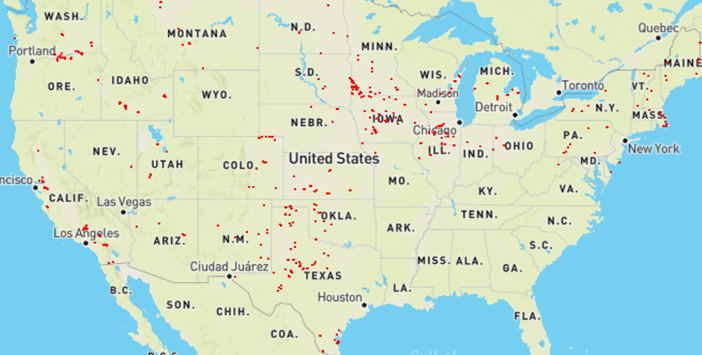 WASH.
MONTANA
N.D.
MINN.
Quebec
Portland
MAINE
ORE.
IDAHO
S.D.
WIS.
MICH.
Toronto
VT.
WYO.
Madison
Detroit
N.Y.
MASS.
NEBR.
IOWA
Chicago
NEV.
UTAH
COLO.
United States
ILL.
IND.
OHIO
PA.
New York
MD.
ncisco
CALIF.
Las Vegas
MO.
KY.
VA.
Los Angeles
ARIZ.
N.M.
OKLA.
ARK.
TENN.
N.C.
S.C.
Ciudad Juárez
TEXAS
MISS.
ALA.
GA.
B.C.
SON.
CHIH.
Houston
LA.
FLA.
COA.